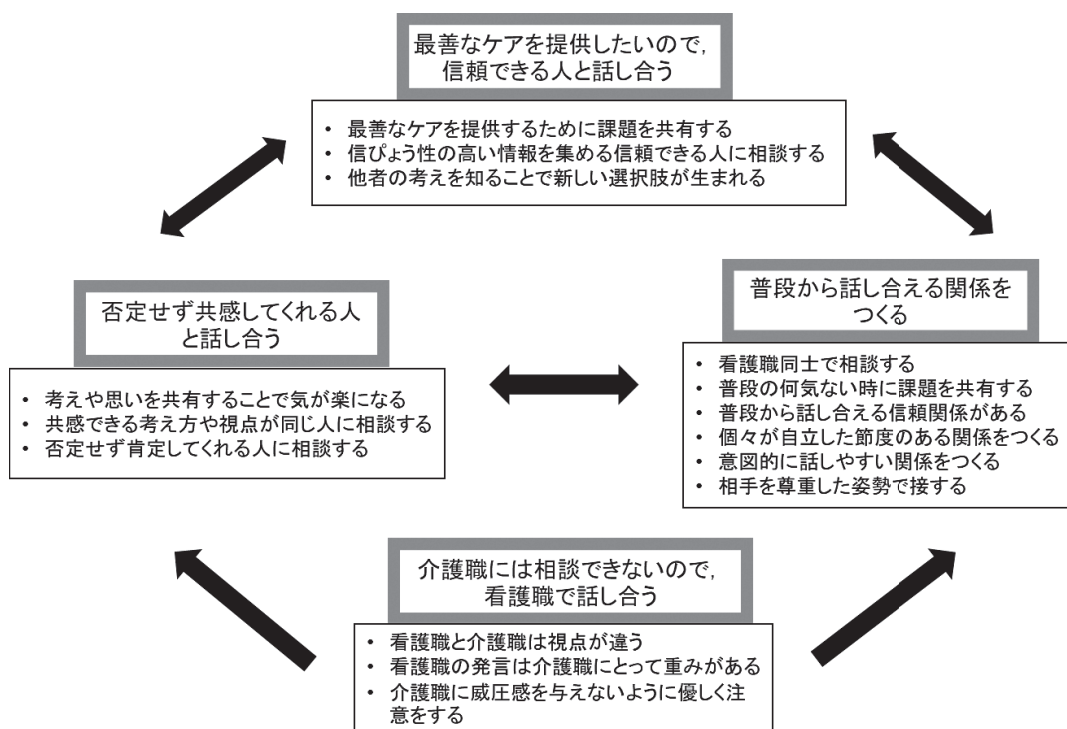 最善なケアを提供したいので，
信頼できる人と話し合う
• 最善なケアを提供するために課題を共有する
• 信ぴょう性の高い情報を集める信頼できる人に相談する
• 他者の考えを知ることで新しい選択肢が生まれる
否定せず共感してくれる人
と話し合う
• 考えや思いを共有することで気が楽になる
• 共感できる考え方や視点が同じ人に相談する
• 否定せず肯定してくれる人に相談する
普段から話し合える関係を
つくる
• 看護職同士で相談する
• 普段の何気ない時に課題を共有する
• 普段から話し合える信頼関係がある
• 個々が自立した節度のある関係をつくる
• 意図的に話しやすい関係をつくる
• 相手を尊重した姿勢で接する
介護職には相談できないので，
看護職で話し合う
• 看護職と介護職は視点が違う
• 看護職の発言は介護職にとって重みがある
• 介護職に威圧感を与えないように優しく注
意をする